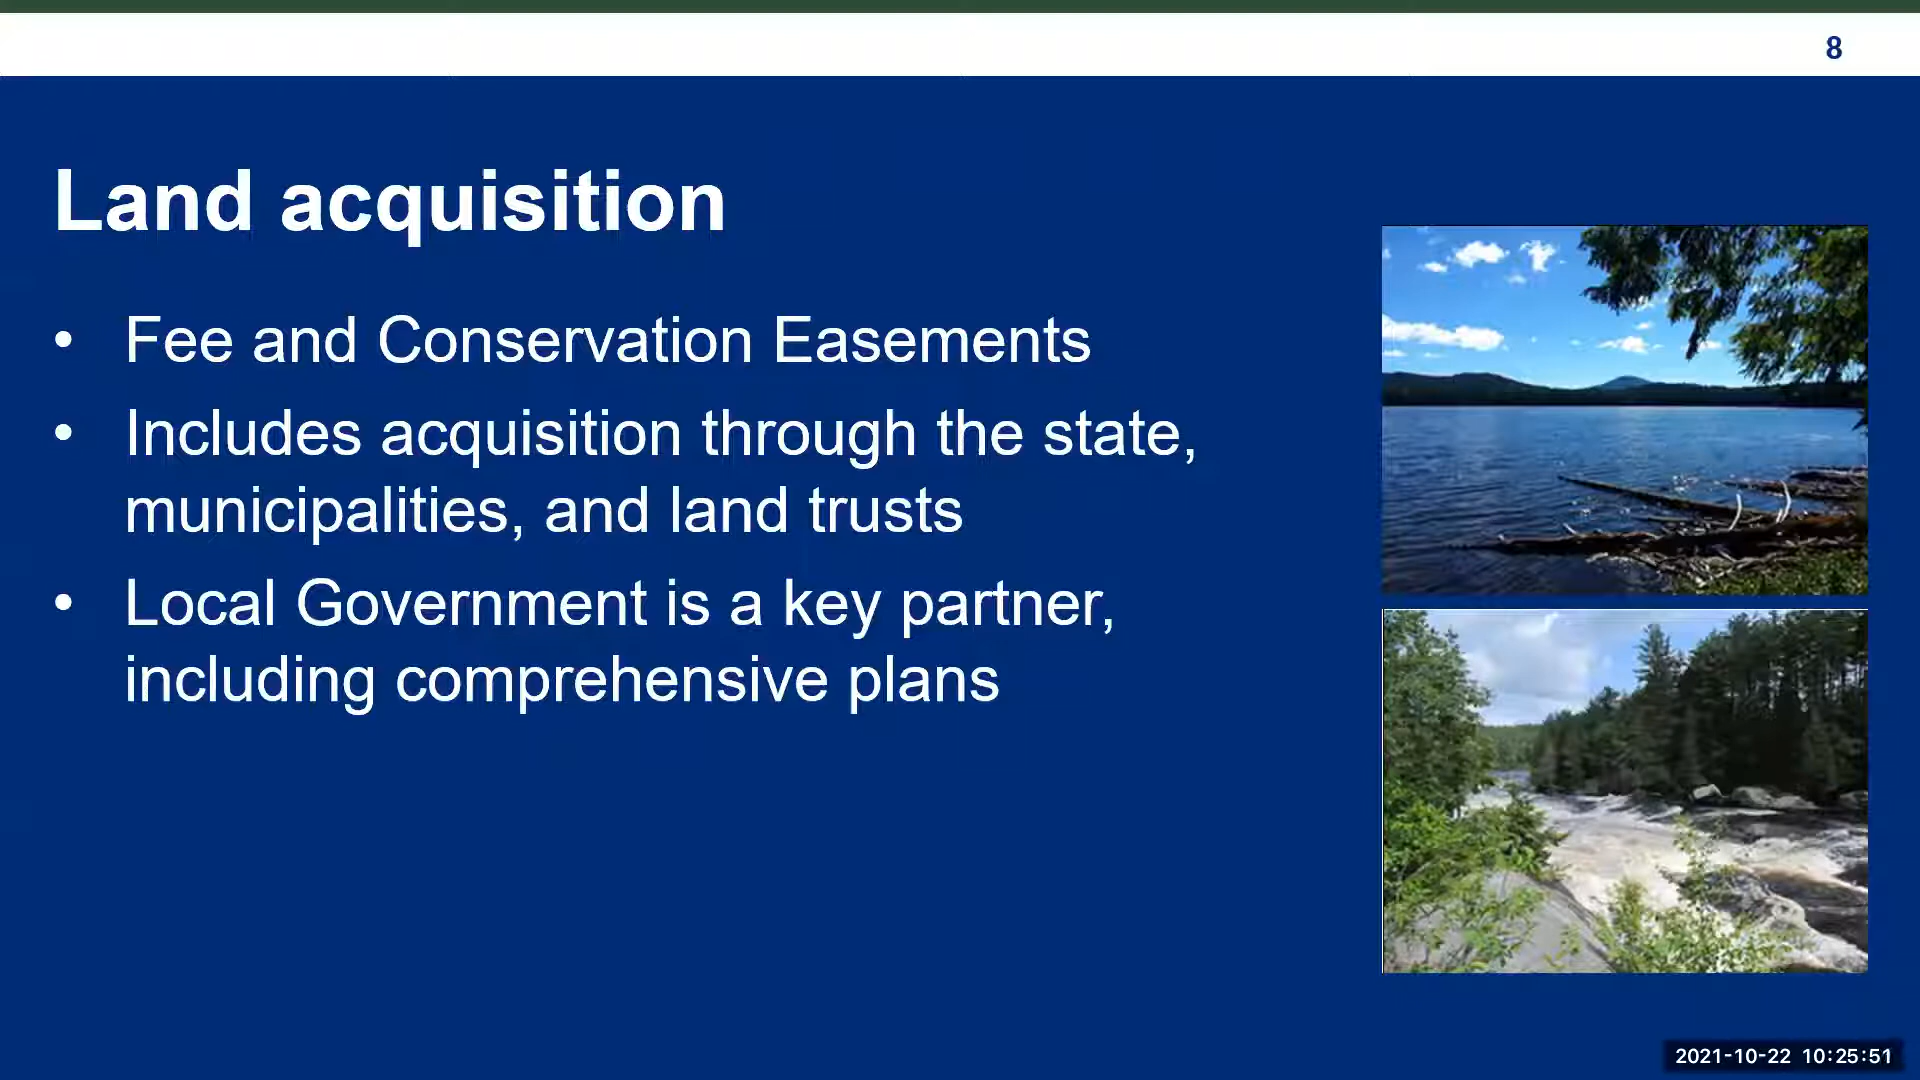 8
Land acquisition
• Fee and Conservation Easements
• Includes acquisition through the state,
municipalities, and land trusts
• Local Government is a key partner,
including comprehensive plans
2021-10-22 10:25:51